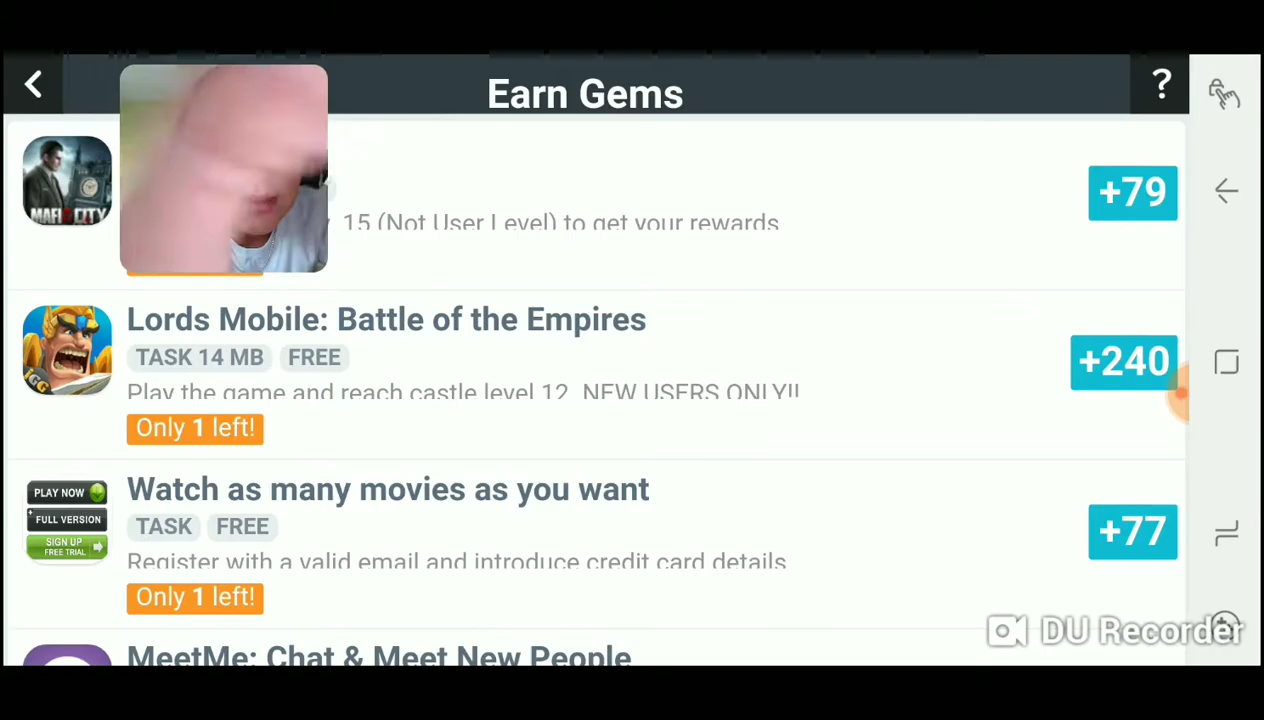 Earn Gems
?
MAFIA CITY
15 (Not User Level) to get your rewards
+79
Lords Mobile: Battle of the Empires
TASK 14 MB FREE
Play the game and reach castle level 12. NEW USERS ONLY!!
Only 1 left!
+240
IGG
Watch as many movies as you want
TASK FREE
Register with a valid email and introduce credit card details
Only 1 left!
+77
PLAY NOW
FULL VERSION
SIGN UP
FREE TRIAL
MeetMe: Chat & Meet New People
DU Recorder